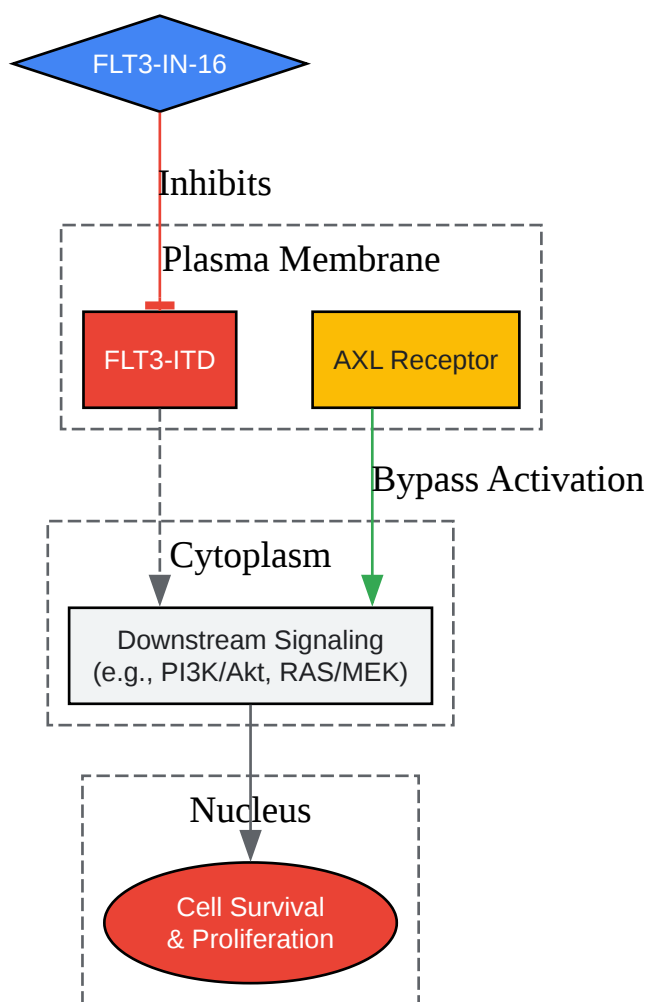 FLT3-IN-16
Inhibits
Plasma Membrane
FLT3-ITD
AXL Receptor
Bypass Activation
Cytoplasm
Downstream Signaling
(e.g., PI3K/Akt, RAS/MEK)
Nucleus
Cell Survival
& Proliferation